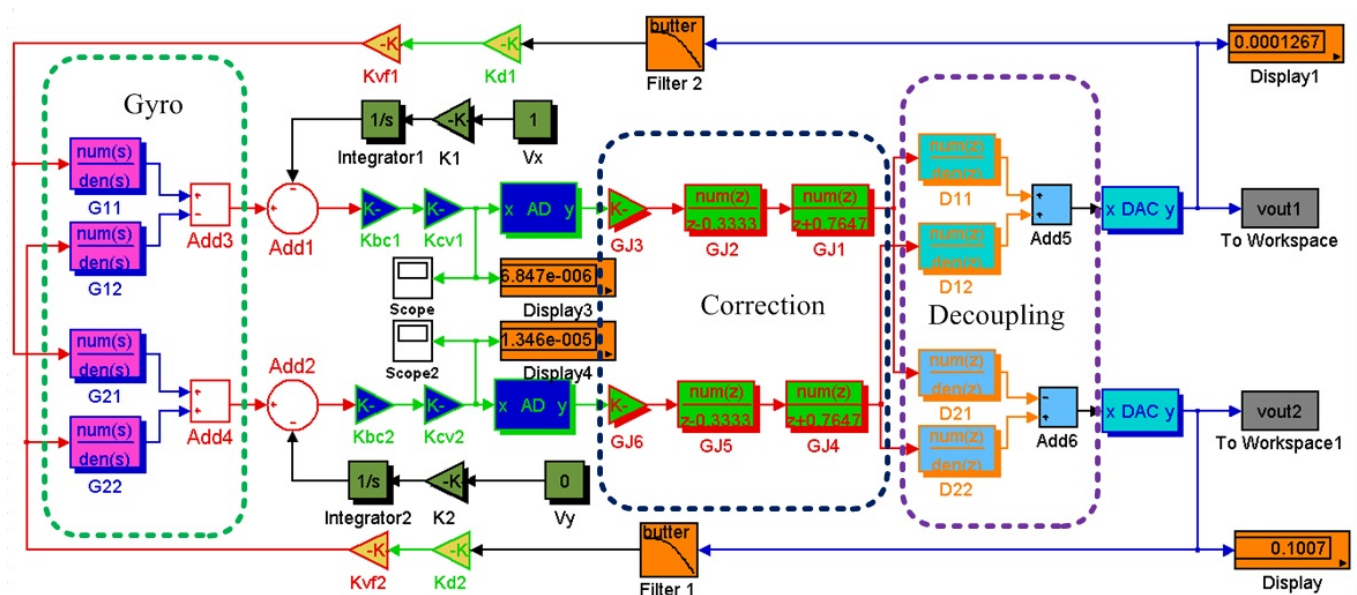 butter
0.0001267
-K
-K
Kvf1
Kd1
Filter 2
Display1
Gyro
1/s
-K-
1
Integrator1
K1
Vx
num(s)
den(s)
G11
num(s)
den(s)
G12
+
-
Add3
-
+
Add1
K-
Kbc1
K-
Kcv1
x AD y
K-
GJ3
num(z)
z-0.3333
GJ2
num(z)
z+0.7647
GJ1
num(z)
den(z)
D11
num(z)
den(z)
D12
+
+
Add5
x DAC y
vout1
To Workspace
Scope
6.847e-006
Display3
Correction
Decoupling
Scope2
1.346e-005
Display4
num(s)
den(s)
G21
num(s)
den(s)
G22
+
+
Add4
Add2
+
-
K-
Kbc2
K-
Kcv2
x AD y
K-
GJ6
num(z)
z-0.3333
GJ5
num(z)
z+0.7647
GJ4
num(z)
den(z)
D21
num(z)
den(z)
D22
-
+
Add6
x DAC y
vout2
To Workspace1
1/s
-K
0
Integrator2
K2
Vy
-K
-K
Kvf2
Kd2
butter
Filter 1
0.1007
Display